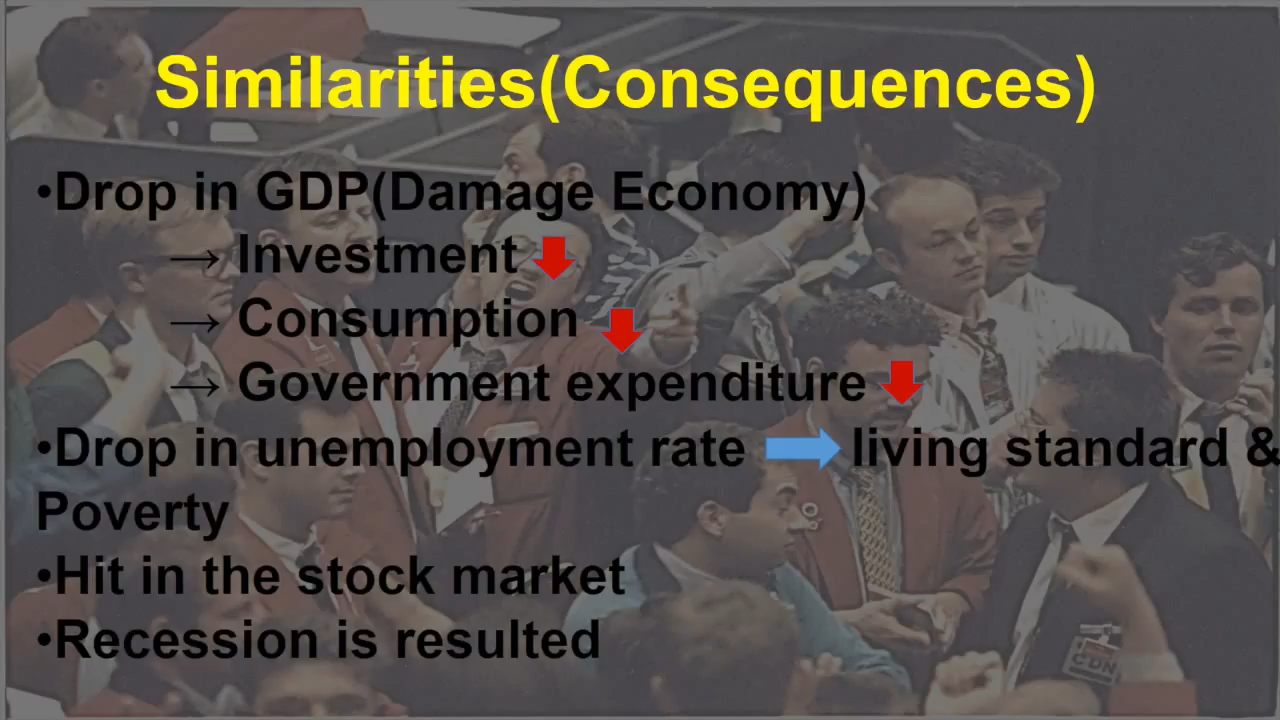 Similarities(Consequences)
•Drop in GDP(Damage Economy)
→ Investment
→ Consumption
→ Government expenditure
•Drop in unemployment rate living standard &
Poverty
•Hit in the stock market
•Recession is resulted
CDN